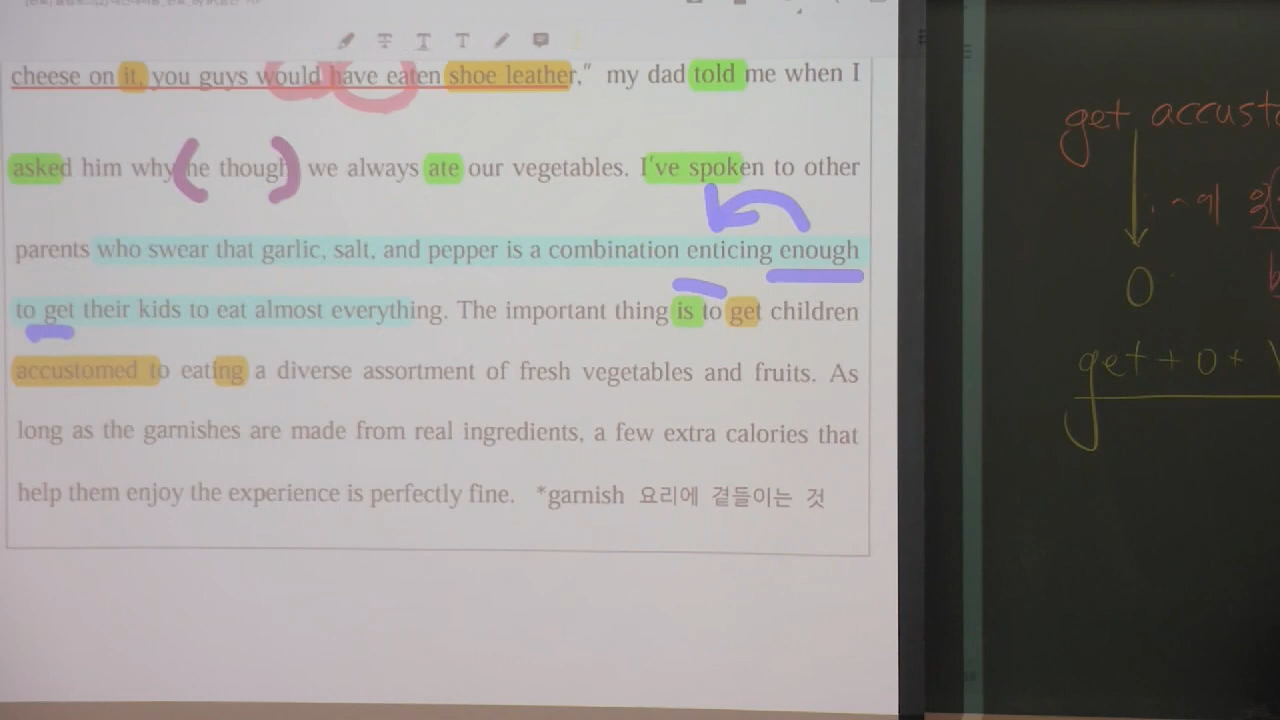 cheese on it, you guys would have eaten shoe leather,” my dad told me when I
asked him why he though we always ate our vegetables. I've spoken to other
parents who swear that garlic, salt, and pepper is a combination enticing enough
to get their kids to eat almost everything. The important thing is to get children
accustomed to eating a diverse assortment of fresh vegetables and fruits. As
long as the garnishes are made from real ingredients, a few extra calories that
help them enjoy the experience is perfectly fine. *garnish 요리에 곁들이는 것
get
~에
O
get + O +